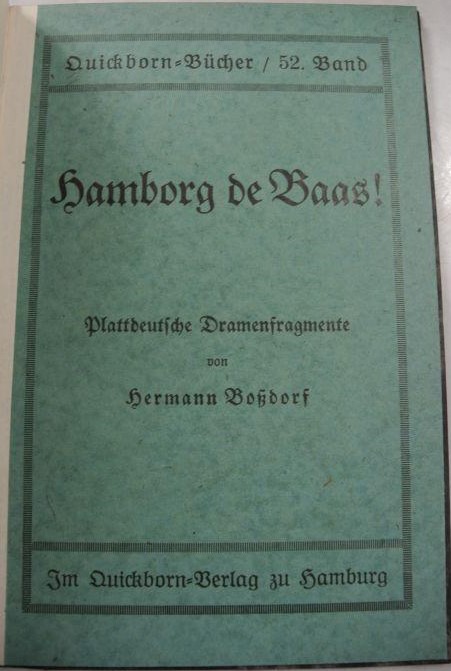 Quickborn-Bücher / 52. Band
Hamborg de Baas!
Plattdeutsche Dramenfragmente
von
Hermann Boßdorf
Im Quickborn-Verlag zu Hamburg